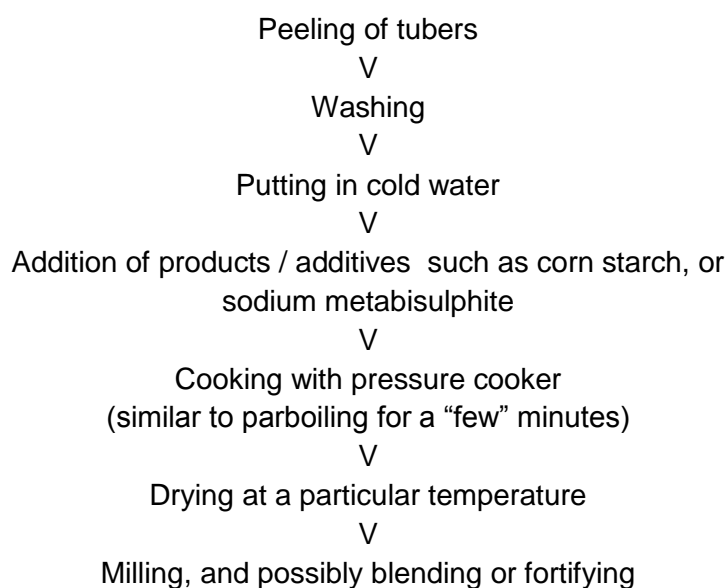 Peeling of tubers
V
Washing
V
Putting in cold water
V
Addition of products / additives  such as corn starch, or
sodium metabisulphite
V
Cooking with pressure cooker
(similar to parboiling for a “few” minutes)
V
Drying at a particular temperature
V
Milling, and possibly blending or fortifying